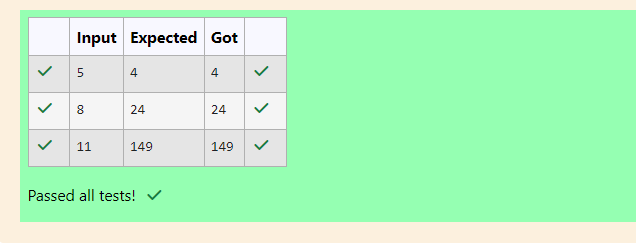 Input Expected Got
5 4 4
8 24 24
11 149 149
Passed all tests!